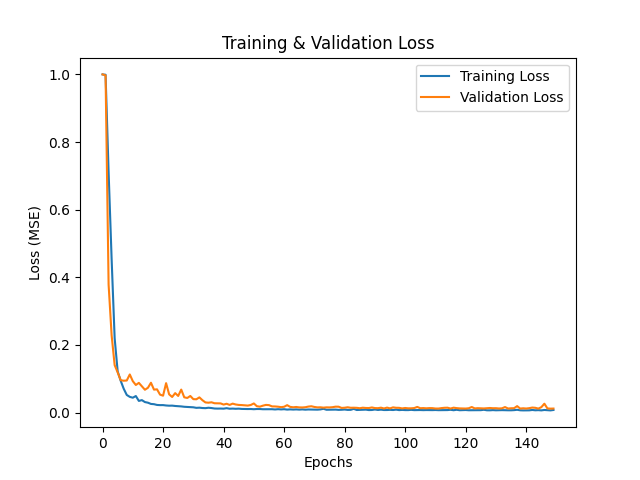 Training & Validation Loss
Training Loss
Validation Loss
Loss (MSE)
1.0
0.8
0.6
0.4
0.2
0.0
0 20 40 60 80 100 120 140
Epochs